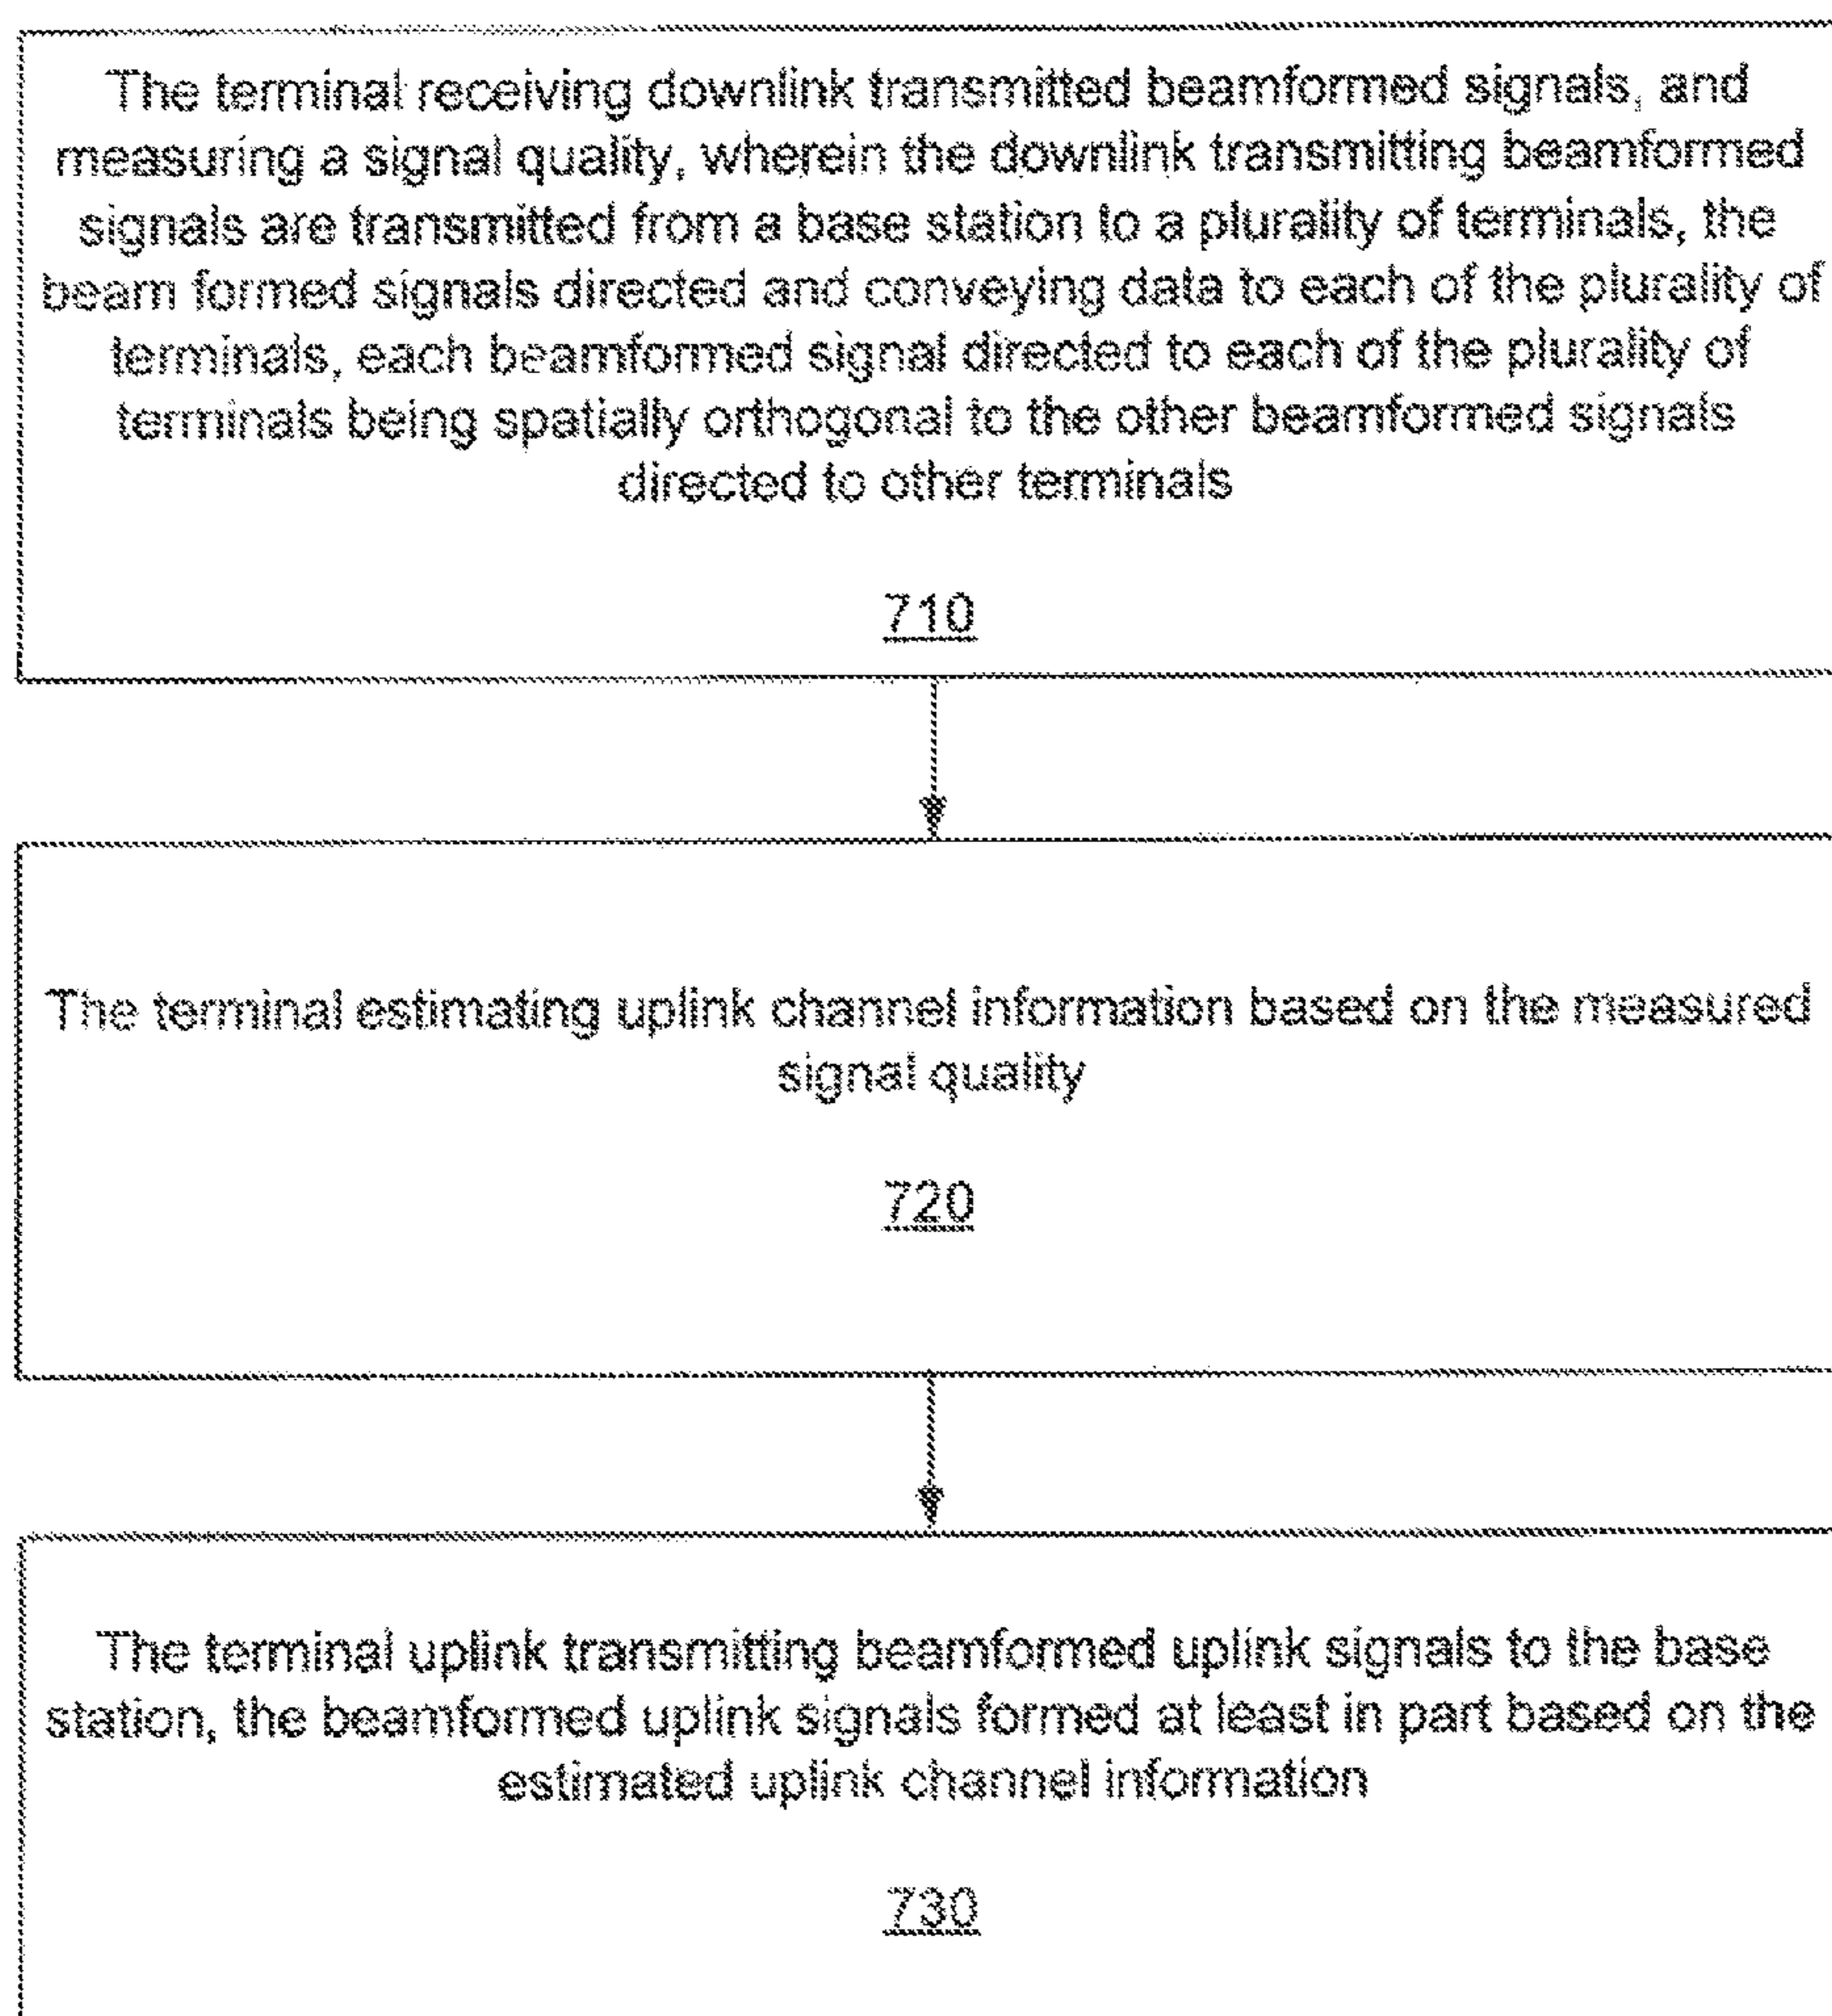 The terminal receiving downlink transmitted beamformed signals, and
measuring a signal quality, wherein the downlink transmitting beamformed
signals are transmitted from a base station to a plurality of terminals, the
beam formed signals directed and conveying data to each of the plurality of
terminals, each beamformed signal directed to each of the plurality of
terminals being spatially orthogonal to the other beamformed signals
directed to other terminals
710
The terminal estimating uplink channel information based on the measured
signal quality
720
The terminal uplink transmitting beamformed uplink signals to the base
station, the beamformed uplink signals formed at least in part based on the
estimated uplink channel information
730